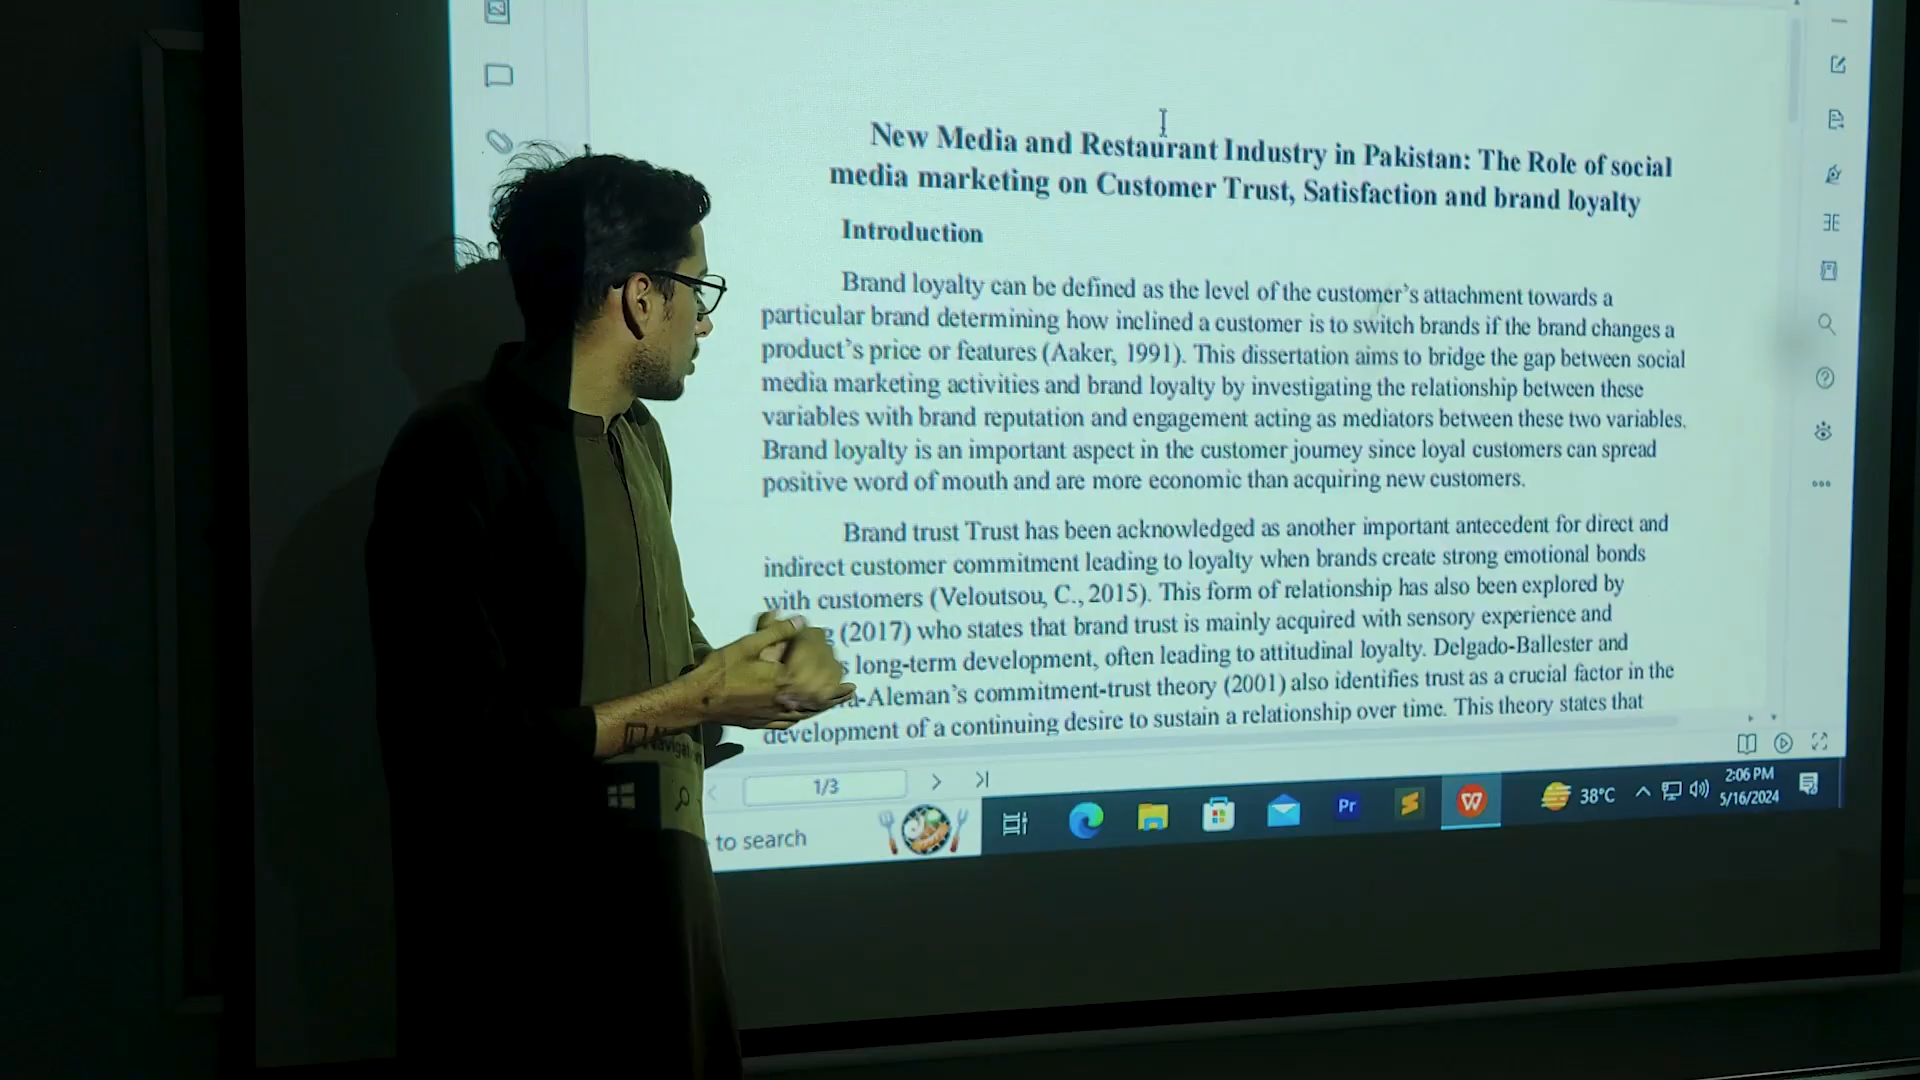 New Media and Restaurant Industry in Pakistan: The Role of social
media marketing on Customer Trust, Satisfaction and brand loyalty
Introduction
Brand loyalty can be defined as the level of the customer's attachment towards a
particular brand determining how inclined a customer is to switch brands if the brand changes a
product's price or features (Aaker, 1991). This dissertation aims to bridge the gap between social
media marketing activities and brand loyalty by investigating the relationship between these
variables with brand reputation and engagement acting as mediators between these two variables.
Brand loyalty is an important aspect in the customer journey since loyal customers can spread
positive word of mouth and are more economic than acquiring new customers.
Brand trust Trust has been acknowledged as another important antecedent for direct and
indirect customer commitment leading to loyalty when brands create strong emotional bonds
with customers (Veloutsou, C., 2015). This form of relationship has also been explored by
(2017) who states that brand trust is mainly acquired with sensory experience and
long-term development, often leading to attitudinal loyalty. Delgado-Ballester and
-Aleman's commitment-trust theory (2001) also identifies trust as a crucial factor in the
development of a continuing desire to sustain a relationship over time. This theory states that
1/3
to search
Pr
38°C
2:06 PM
5/16/2024